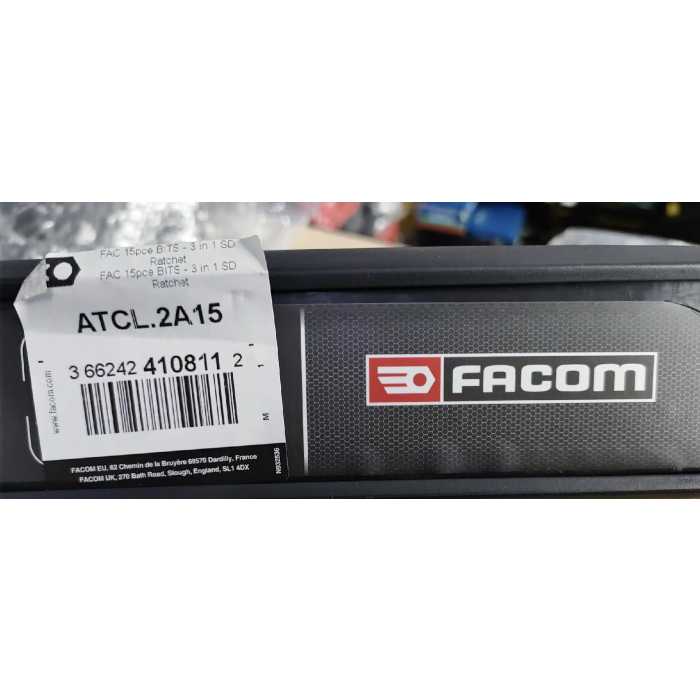 FAC 15pce BITS - 3 in 1 SD
Ratchet
FAC 15pce BITS - 3 in 1 SD
Ratchet
ATCL.2A15
3 66242 410811 2
www.facom.com
M 1
N932536
FACOM EU, 62 Chemin de la Bruyère 69570 Dardilly, France
FACOM UK, 270 Bath Road, Slough, England, SL1 4DX
FACOM